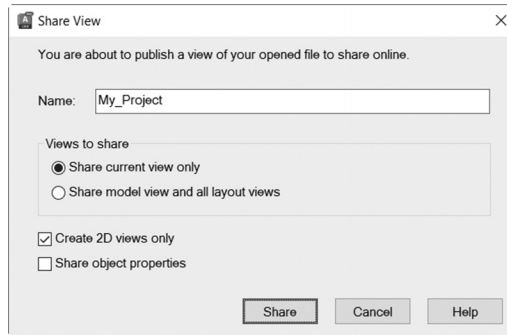 Share View
You are about to publish a view of your opened file to share online.
Name: My_Project
Views to share
Share current view only
Share model view and all layout views
Create 2D views only
Share object properties
Share Cancel Help